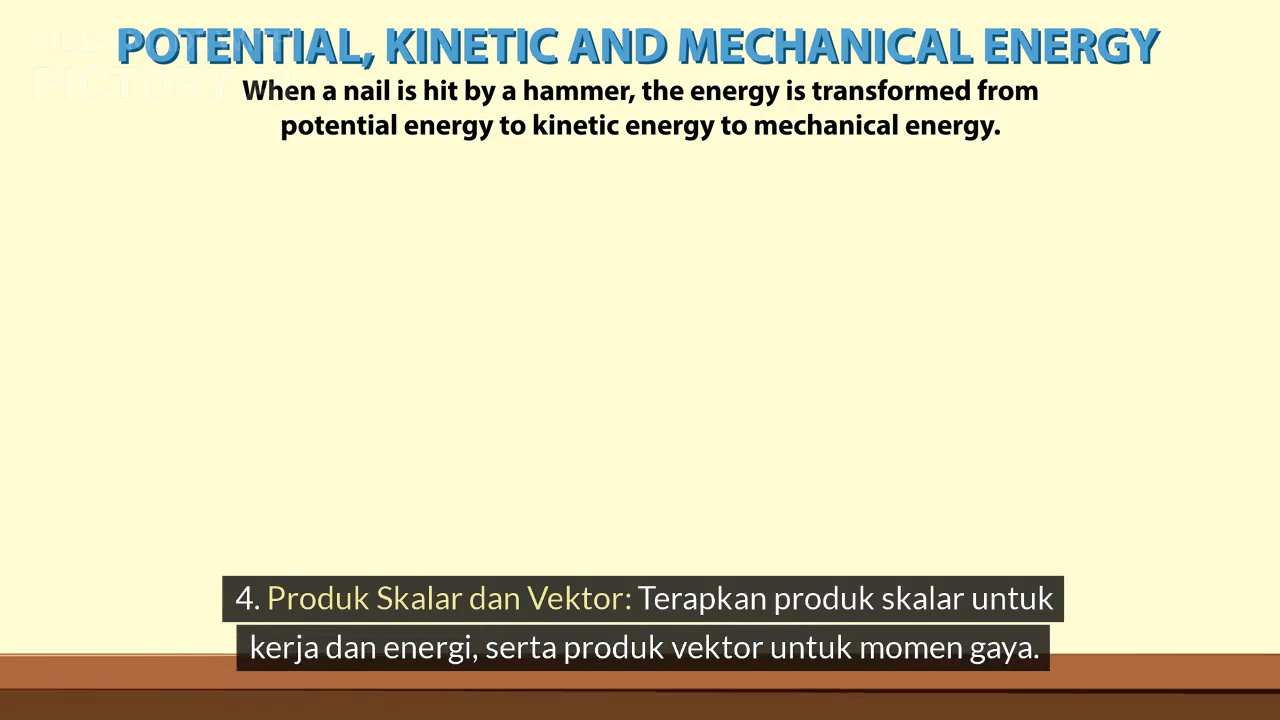 POTENTIAL, KINETIC AND MECHANICAL ENERGY
When a nail is hit by a hammer, the energy is transformed from
potential energy to kinetic energy to mechanical energy.
4. Produk Skalar dan Vektor: Terapkan produk skalar untuk
kerja dan energi, serta produk vektor untuk momen gaya.